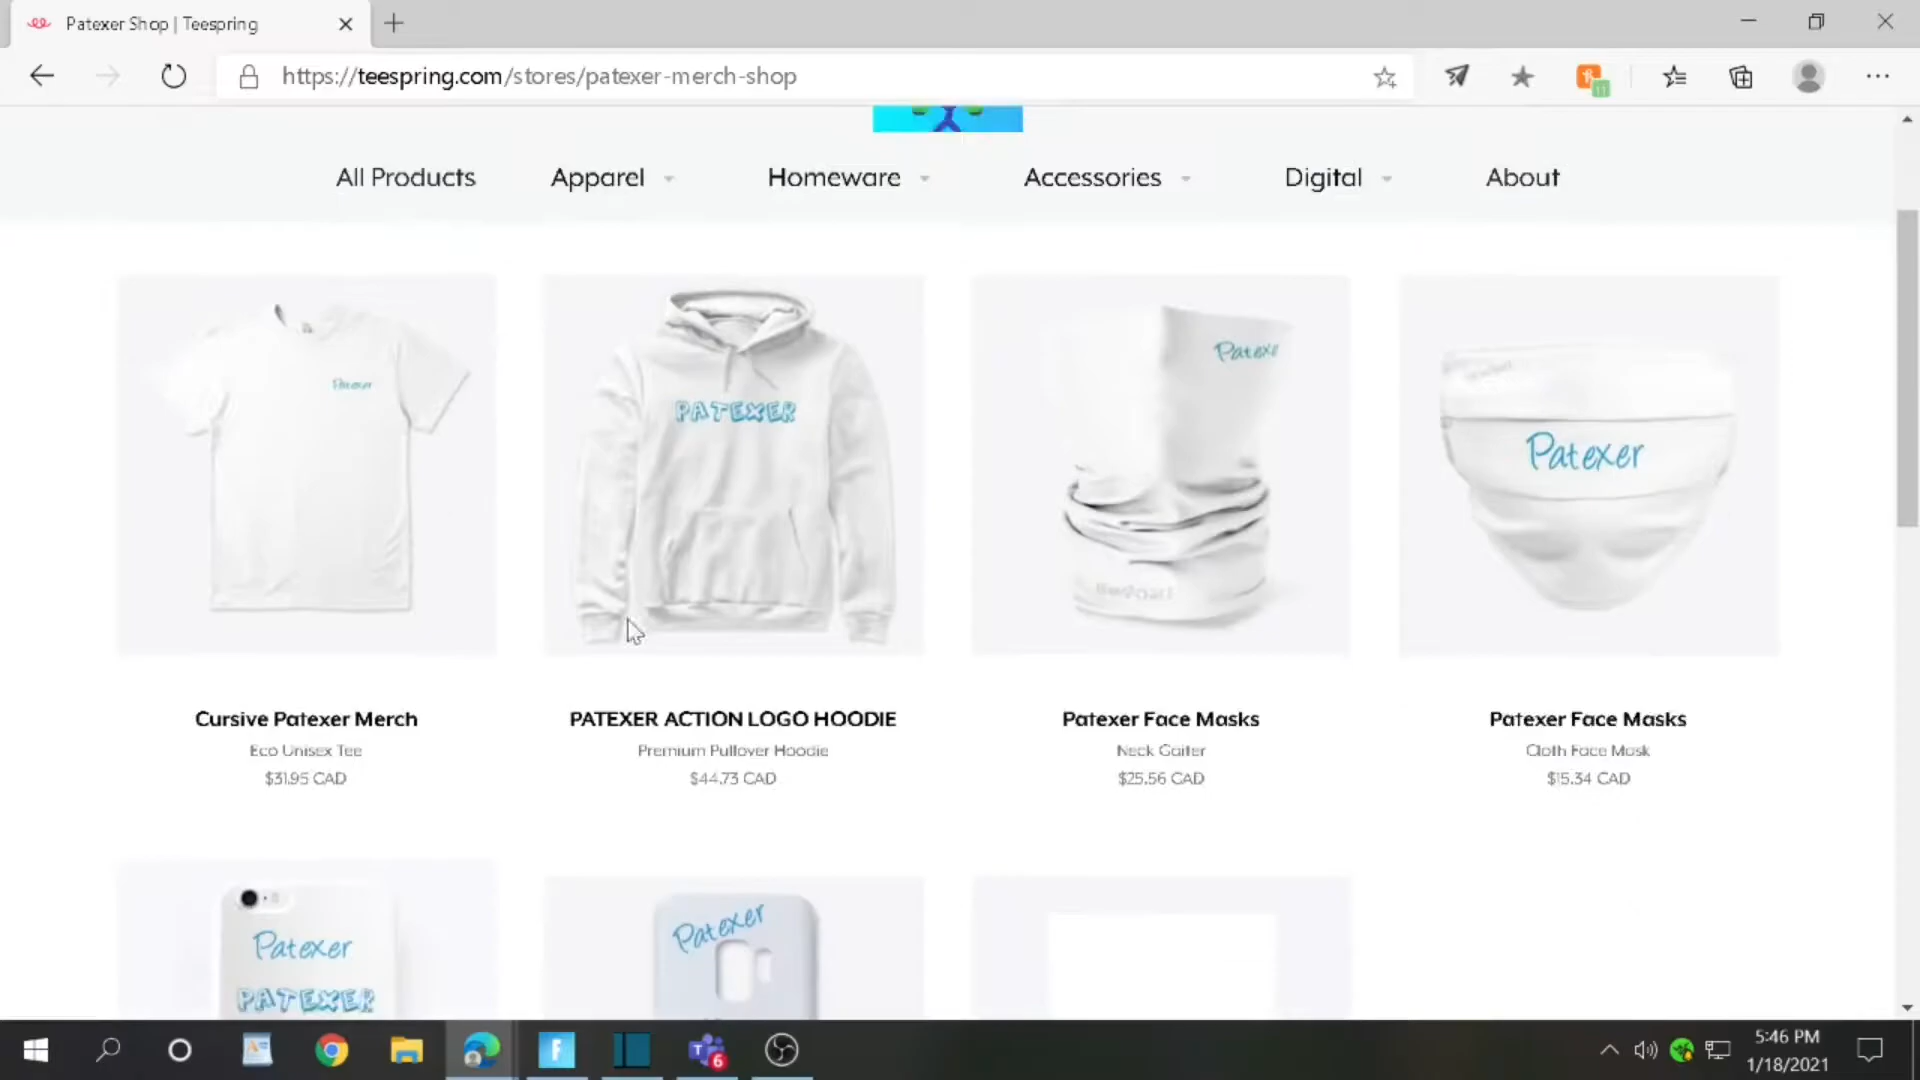 Patexer Shop | Teespring
https://teespring.com/stores/patexer-merch-shop
11
All Products
Apparel
Homeware
Accessories
Digital
About
Patexer
PATEXER
Patexe
Patexer
Cursive Patexer Merch
Eco Unisex Tee
$31.95 CAD
PATEXER ACTION LOGO HOODIE
Premium Pullover Hoodie
$44.73 CAD
Patexer Face Masks
Neck Gaiter
$25.56 CAD
Patexer Face Masks
Cloth Face Mask
$15.34 CAD
Patexer
PATEXER
Patexer
6
5:46 PM
1/18/2021